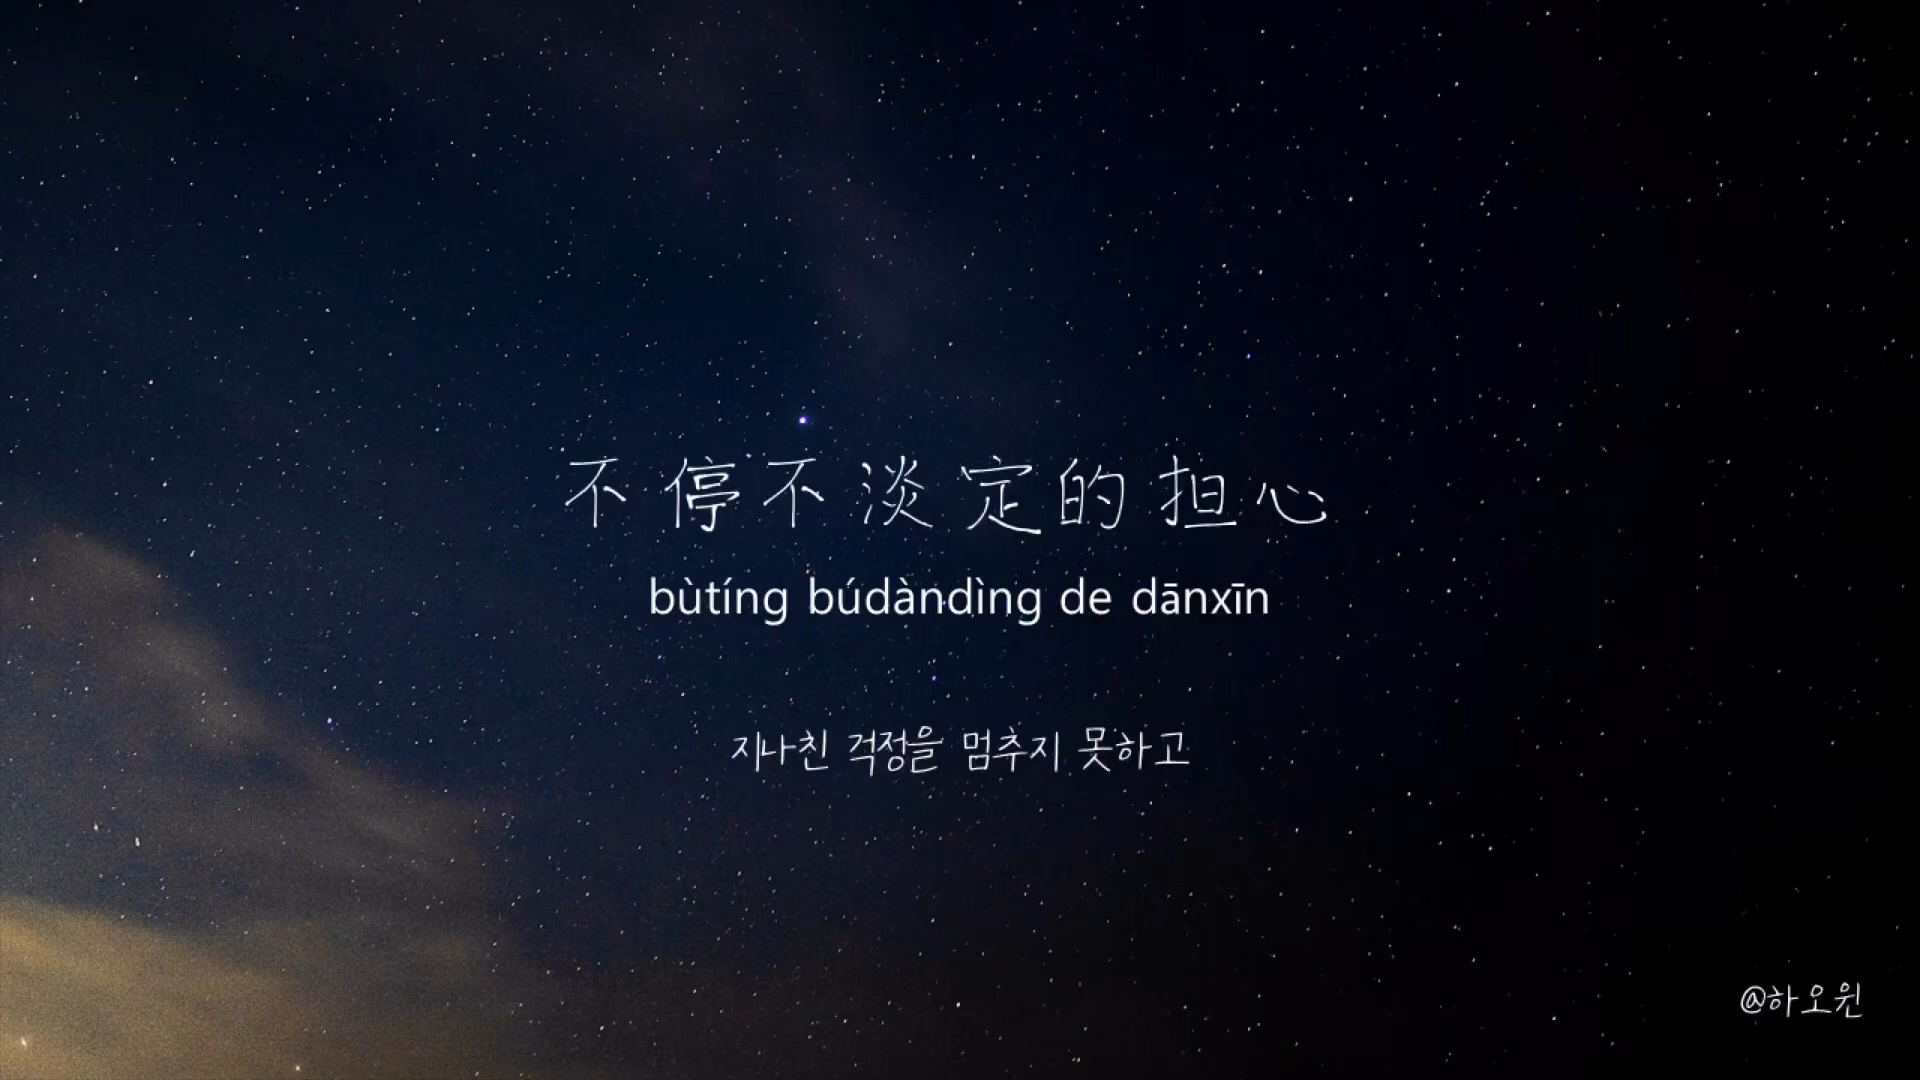 不停不淡定的担心
bùtíng búdàndìng de dānxīn
지나친 걱정을 멈추지 못하고
@하오원